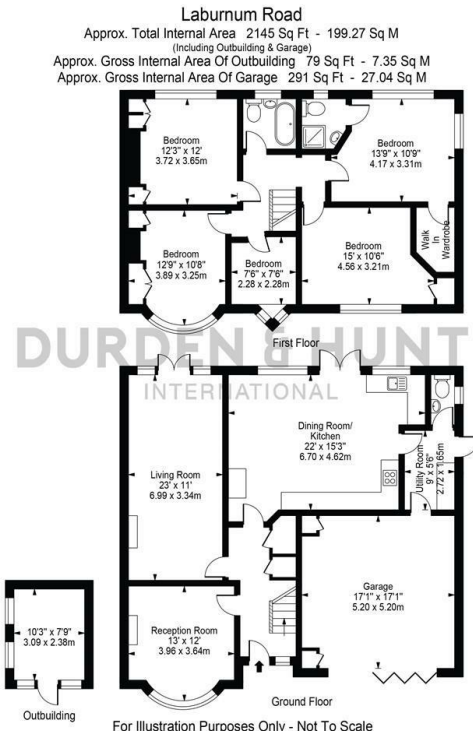 Laburnum Road
Approx. Total Internal Area 2145 Sq Ft - 199.27 Sq M
(Including Outbuilding & Garage)
Approx. Gross Internal Area Of Outbuilding 79 Sq Ft - 7.35 Sq M
Approx. Gross Internal Area Of Garage 291 Sq Ft - 27.04 Sq M
Bedroom
12'3" x 12'
3.72 x 3.65m
Bedroom
13'9" x 10'9"
4.17 x 3.31m
Bedroom
12'9" x 10'8"
3.89 x 3.25m
Bedroom
7'6" x 7'6"
2.28 x 2.28m
Bedroom
15' x 10'6"
4.56 x 3.21m
Walk
In
Wardrobe
First Floor
DURDEN & HUNT
INTERNATIONAL
Living Room
23' x 11'
6.99 x 3.34m
Dining Room/
Kitchen
22' x 15'3"
6.70 x 4.62m
Utility Room
9' x 5'6"
2.72 x 1.65m
Garage
17'1" x 17'1"
5.20 x 5.20m
Reception Room
13' x 12'
3.96 x 3.64m
10'3" x 7'9"
3.09 x 2.38m
Outbuilding
Ground Floor
For Illustration Purposes Only - Not To Scale